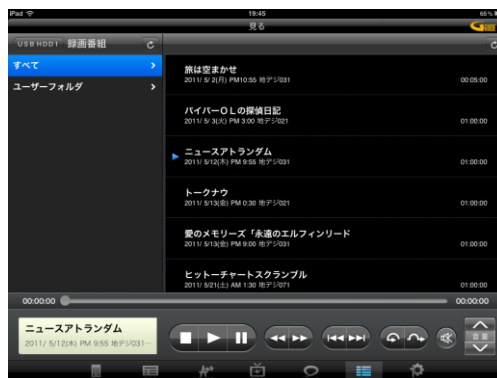 iPad
19:45
65%
見る
G
USB HDD1 録画番組
すべて
ユーザーフォルダ
旅は空まかせ
2011/ 5/ 2(月) PM10:55 地デジ031
00:05:00
バイバーOLの探偵日記
2011/ 5/ 3(火) PM 3:00 地デジ021
01:00:00
ニュースアトランダム
2011/ 5/12(木) PM 9:55 地デジ031
01:00:00
トークナウ
2011/ 5/13(金) PM 0:30 地デジ021
01:00:00
愛のメモリーズ「永遠のエルフィンリード
2011/ 5/13(金) PM 9:00 地デジ031
01:00:00
ヒットーチャートスクランブル
2011/ 5/21(土) AM 1:30 地デジ071
01:00:00
00:00:00
00:00:00
ニュースアトランダム
2011/ 5/12(木) PM 9:55 地デジ031…